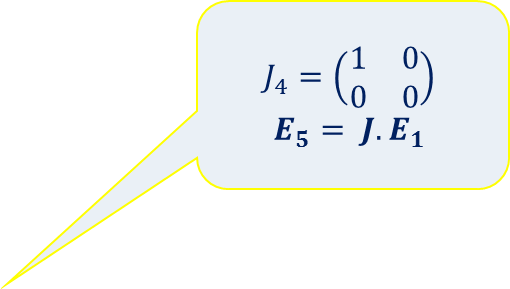 J₄ = (1 0
0 0)
E₅ = J. E₁